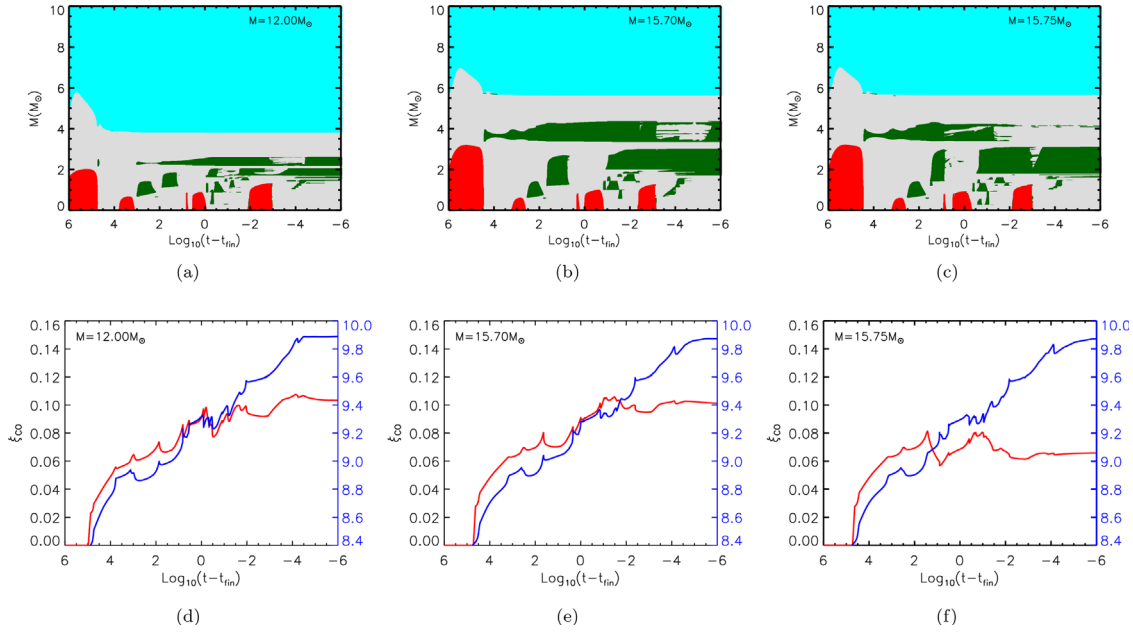 M=12.00M⊙
M(M⊙)
10
8
6
4
2
0
6 4 2 0 −2 −4 −6
Log10(t−tfin)
(a)
M=15.70M⊙
M(M⊙)
10
8
6
4
2
0
6 4 2 0 −2 −4 −6
Log10(t−tfin)
(b)
M=15.75M⊙
M(M⊙)
10
8
6
4
2
0
6 4 2 0 −2 −4 −6
Log10(t−tfin)
(c)
M=12.00M⊙
ξCO
0.16
0.14
0.12
0.10
0.08
0.06
0.04
0.02
0.00
10.0
9.8
9.6
9.4
9.2
9.0
8.8
8.6
8.4
6 4 2 0 −2 −4 −6
Log10(t−tfin)
(d)
M=15.70M⊙
ξCO
0.16
0.14
0.12
0.10
0.08
0.06
0.04
0.02
0.00
10.0
9.8
9.6
9.4
9.2
9.0
8.8
8.6
8.4
6 4 2 0 −2 −4 −6
Log10(t−tfin)
(e)
M=15.75M⊙
ξCO
0.16
0.14
0.12
0.10
0.08
0.06
0.04
0.02
0.00
10.0
9.8
9.6
9.4
9.2
9.0
8.8
8.6
8.4
6 4 2 0 −2 −4 −6
Log10(t−tfin)
(f)